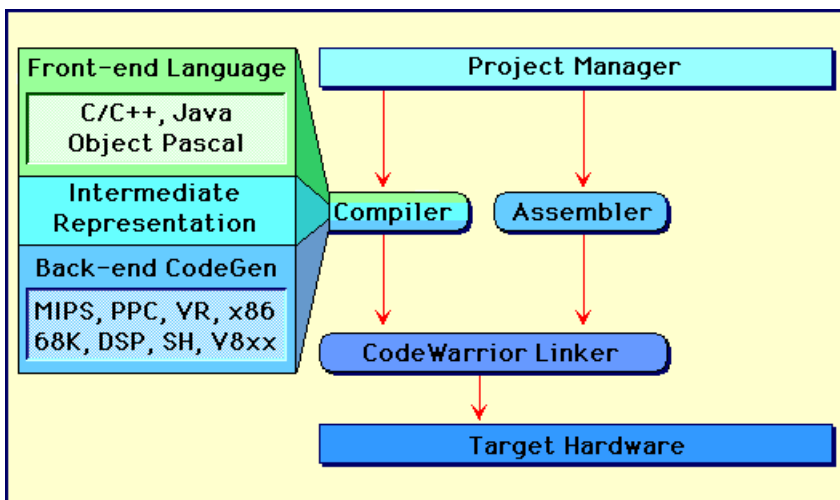 Front-end Language
C/C++, Java
Object Pascal
Intermediate
Representation
Back-end CodeGen
MIPS, PPC, VR, x86
68K, DSP, SH, V8xx
Project Manager
Compiler
Assembler
CodeWarrior Linker
Target Hardware